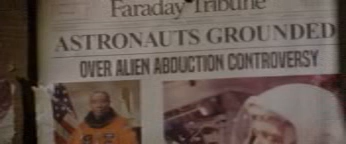 Faraday Tribune
ASTRONAUTS GROUNDED
OVER ALIEN ABDUCTION CONTROVERSY